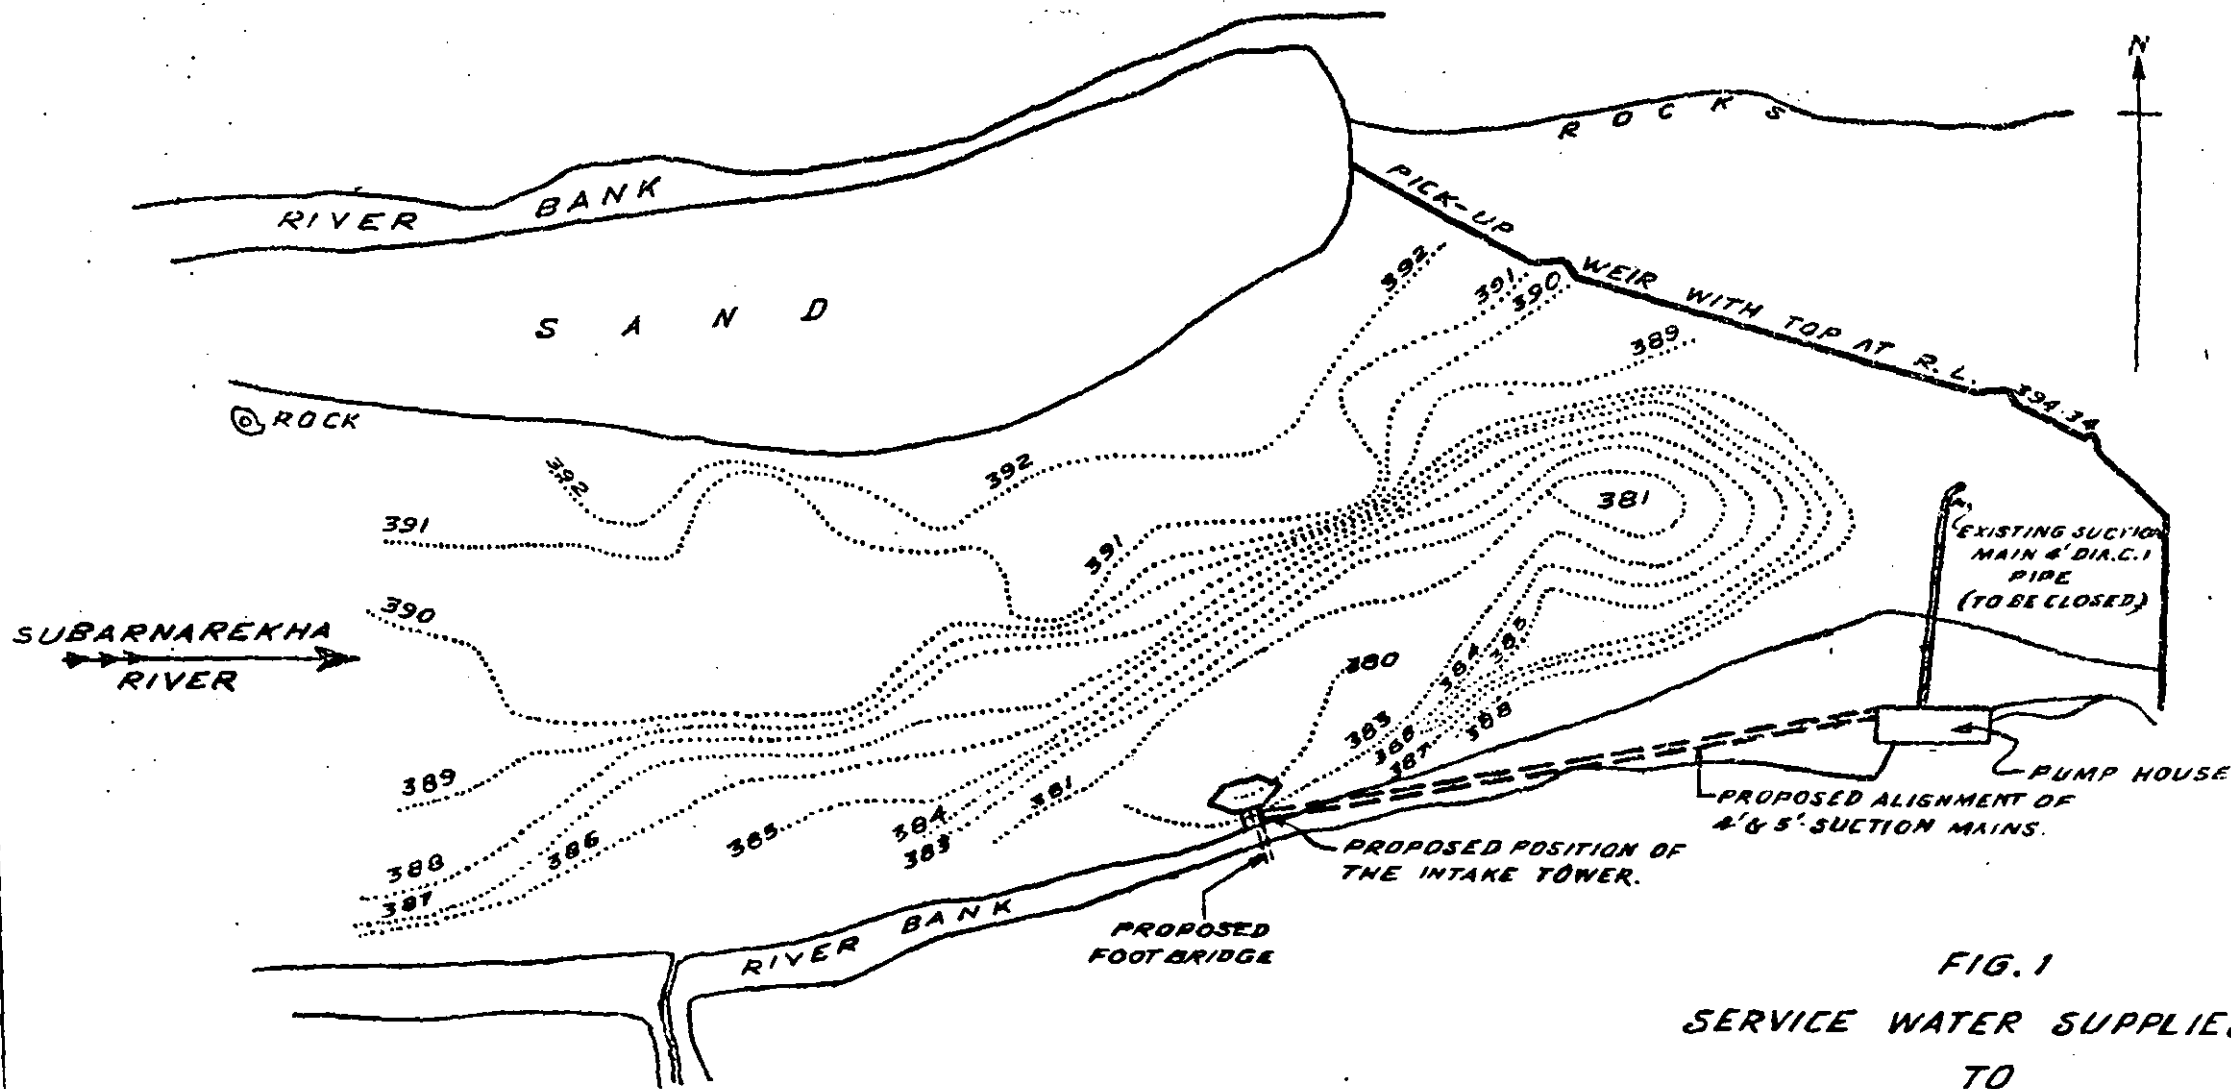 N
ROCKS
RIVER BANK
PICK-UP WEIR WITH TOP AT R.L. 394.34
SAND
392
391
390
389
ROCK
392
392
391
391
381
EXISTING SUCTION
MAIN 4' DIA. C.I
PIPE
(TO BE CLOSED)
390
SUBARNAREKHA
RIVER
380
384
385
383
386
387
388
389
381
384
383
385
386
388
387
PUMP HOUSE
PROPOSED ALIGNMENT OF
4' & 5' SUCTION MAINS.
PROPOSED POSITION OF
THE INTAKE TOWER.
RIVER BANK
PROPOSED
FOOTBRIDGE
FIG. 1
SERVICE WATER SUPPLIES
TO